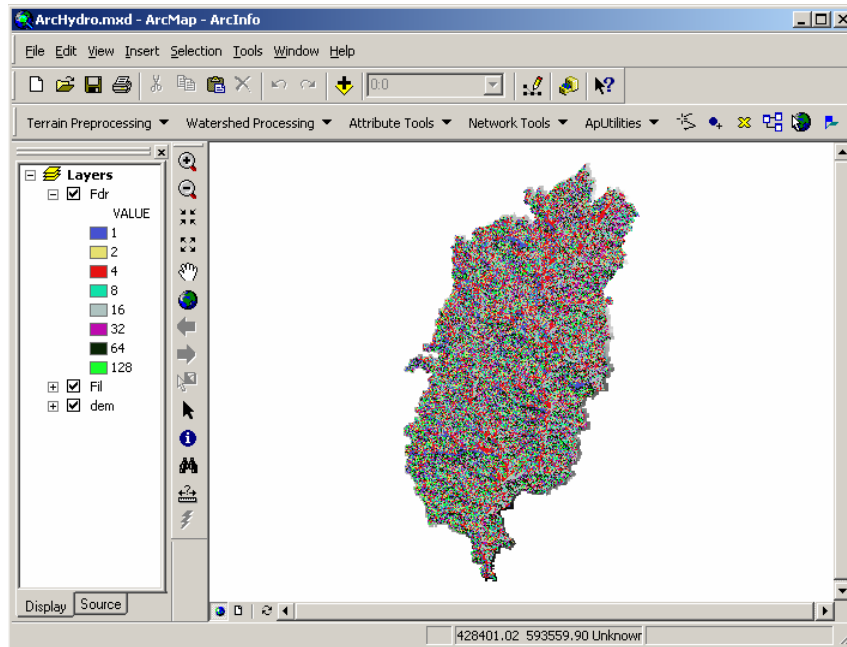 ArcHydro.mxd - ArcMap - ArcInfo
File Edit View Insert Selection Tools Window Help
0:0
Terrain Preprocessing Watershed Processing Attribute Tools Network Tools ApUtilities
Layers
Fdr
VALUE
1
2
4
8
16
32
64
128
Fil
dem
Display Source
428401.02 593559.90 Unknowr